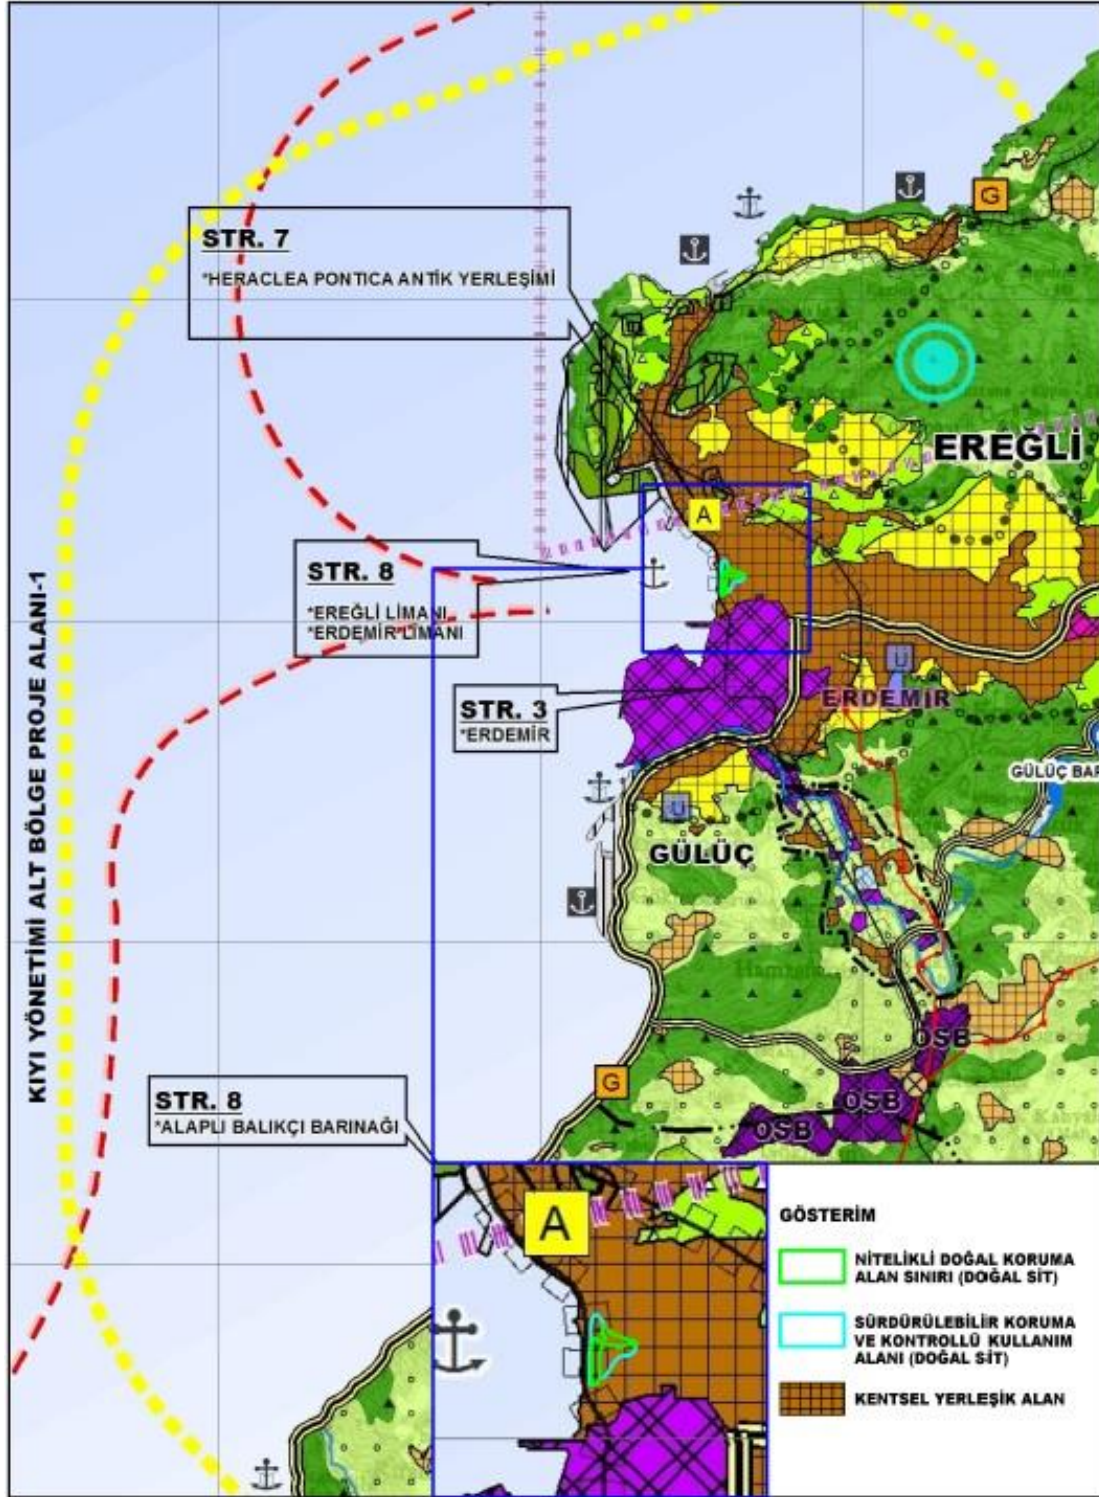 G
STR. 7
*HERACLEA PONTICA ANTİK YERLEŞİMİ
EREĞLİ
A
STR. 8
*EREĞLİ LİMANI
*ERDEMİR LİMANI
Ü
ERDEMİR
STR. 3
*ERDEMİR
GÜLÜÇ BAR
Ü
GÜLÜÇ
KIYI YÖNETİMİ ALT BÖLGE PROJE ALANI-1
OSB
G
OSB
OSB
STR. 8
*ALAPLI BALIKÇI BARINAĞI
A
GÖSTERİM
NİTELİKLİ DOĞAL KORUMA
ALAN SINIRI (DOĞAL SİT)
SÜRDÜRÜLEBİLİR KORUMA
VE KONTROLLÜ KULLANIM
ALANI (DOĞAL SİT)
KENTSEL YERLEŞİK ALAN